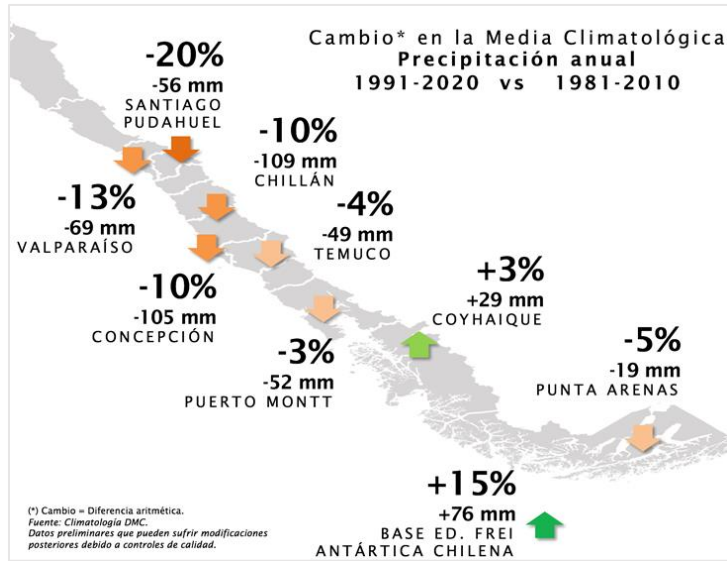 Cambio* en la Media Climatológica
Precipitación anual
1991-2020 vs 1981-2010
-20%
-56 mm
SANTIAGO
PUDAHUEL
-10%
-109 mm
CHILLÁN
-13%
-69 mm
VALPARAÍSO
-4%
-49 mm
TEMUCO
-10%
-105 mm
CONCEPCIÓN
+3%
+29 mm
COYHAIQUE
-3%
-52 mm
PUERTO MONTT
-5%
-19 mm
PUNTA ARENAS
+15%
+76 mm
BASE ED. FREI
ANTÁRTICA CHILENA
(*) Cambio = Diferencia aritmética.
Fuente: Climatología DMC.
Datos preliminares que pueden sufrir modificaciones
posteriores debido a controles de calidad.